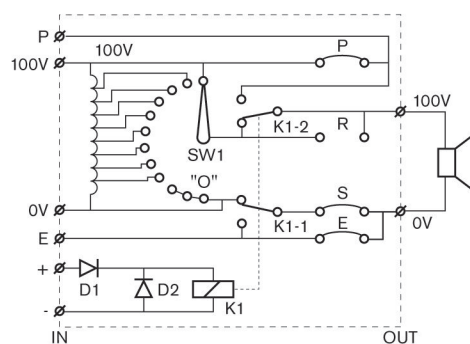 P
100V
100V
P
100V
K1-2
R
SW1
"O"
S
0V
K1-1
E
0V
E
+
D1
D2
K1
-
IN
OUT